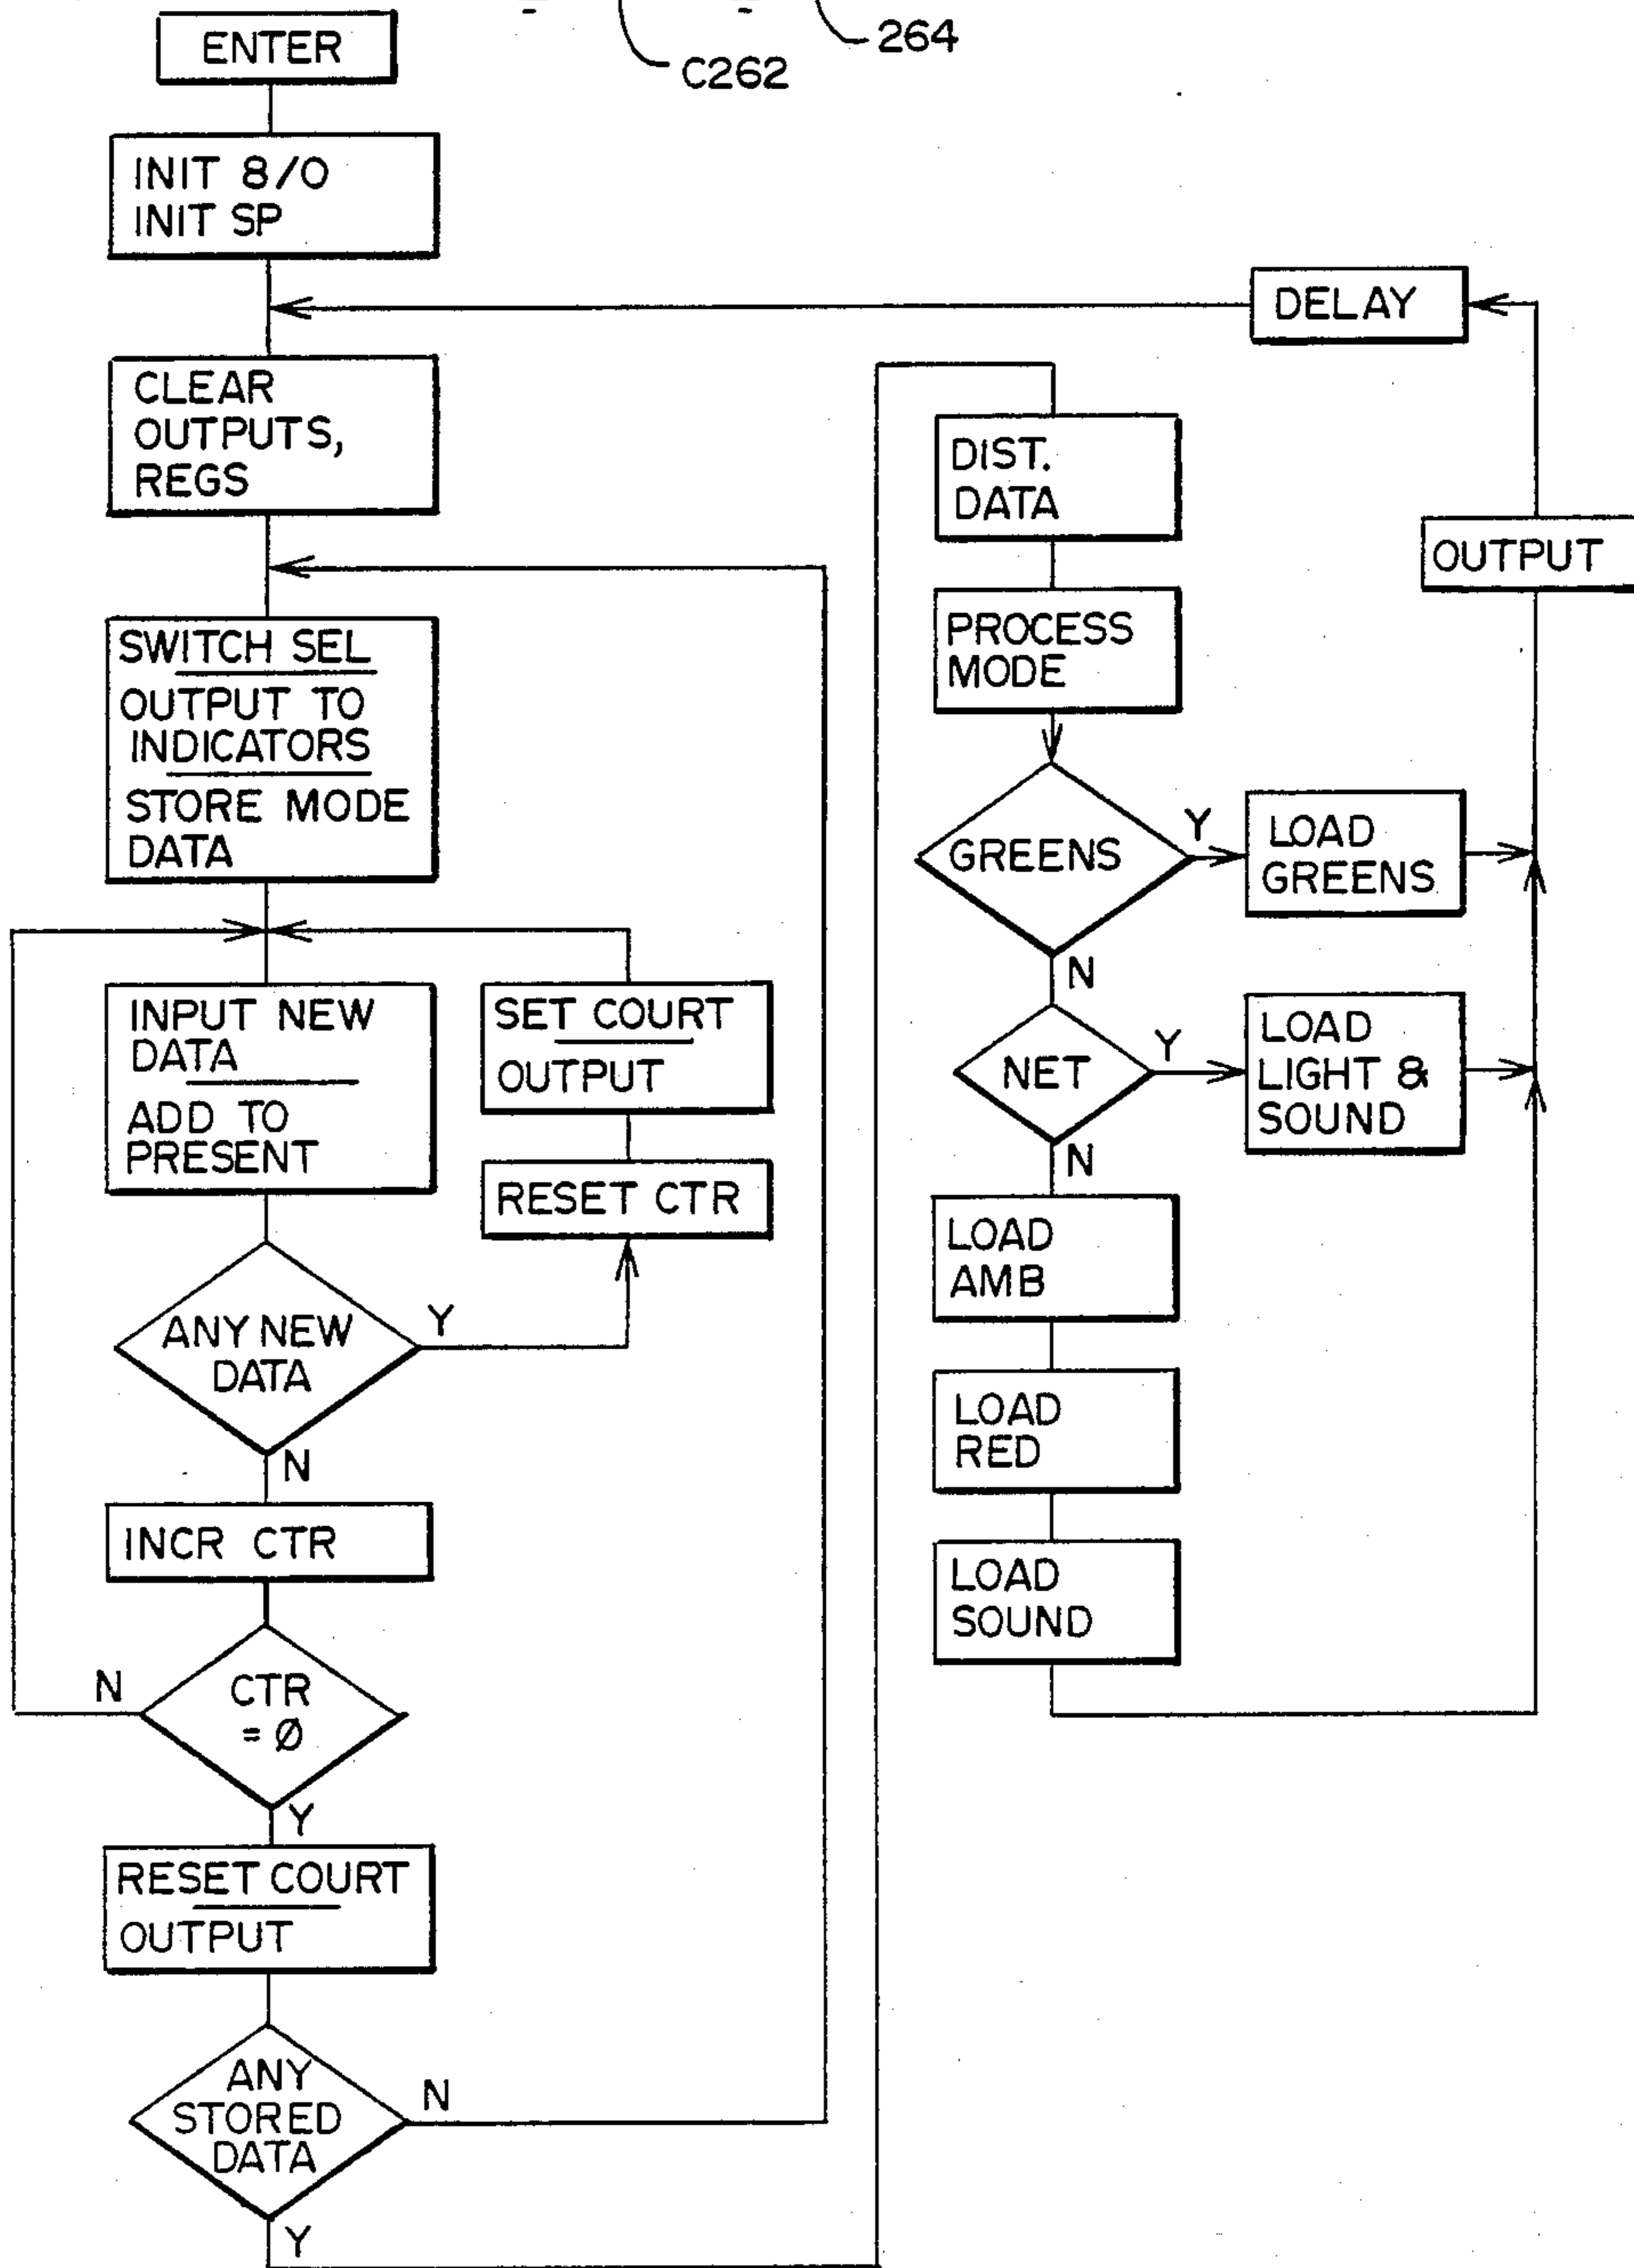 264
C262
ENTER
INIT 8/0
INIT SP
CLEAR
OUTPUTS,
REGS
SWITCH SEL
OUTPUT TO
INDICATORS
STORE MODE
DATA
INPUT NEW
DATA
ADD TO
PRESENT
SET COURT
OUTPUT
RESET CTR
ANY NEW
DATA
Y
N
INCR CTR
CTR
= Ø
N
Y
RESET COURT
OUTPUT
ANY
STORED
DATA
N
Y
DIST.
DATA
PROCESS
MODE
GREENS
Y
LOAD
GREENS
N
NET
Y
LOAD
LIGHT &
SOUND
N
LOAD
AMB
LOAD
RED
LOAD
SOUND
OUTPUT
DELAY